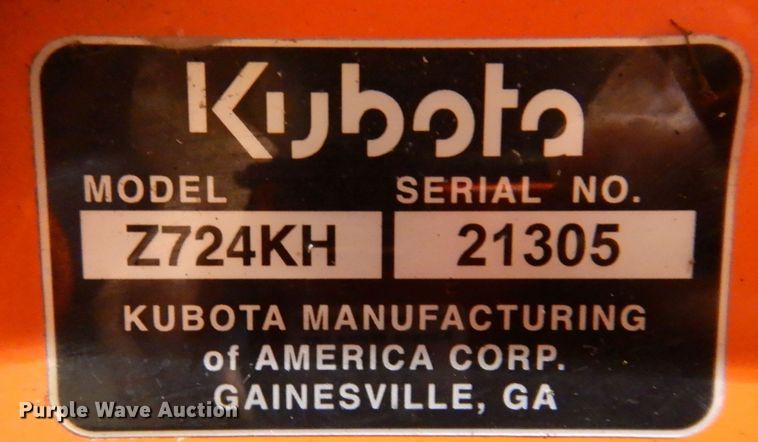 Kubota
MODEL SERIAL NO.
Z724KH 21305
KUBOTA MANUFACTURING
of AMERICA CORP.
GAINESVILLE, GA
Purple Wave Auction